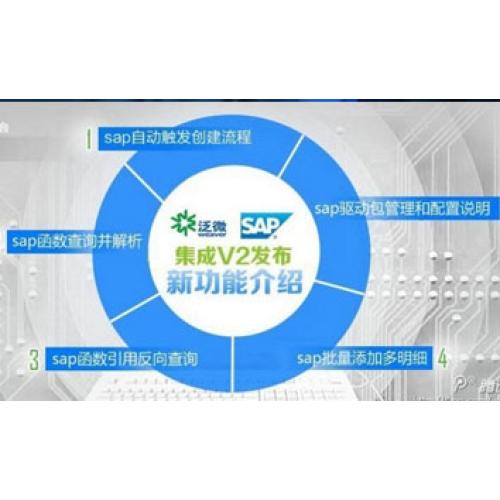 台
1 sap自动触发创建流程
泛微 SAP
weaver
sap驱动包管理和配置说明
sap函数查询并解析
集成V2发布
新功能介绍
3 sap函数引用反向查询
sap批量添加多明细 4